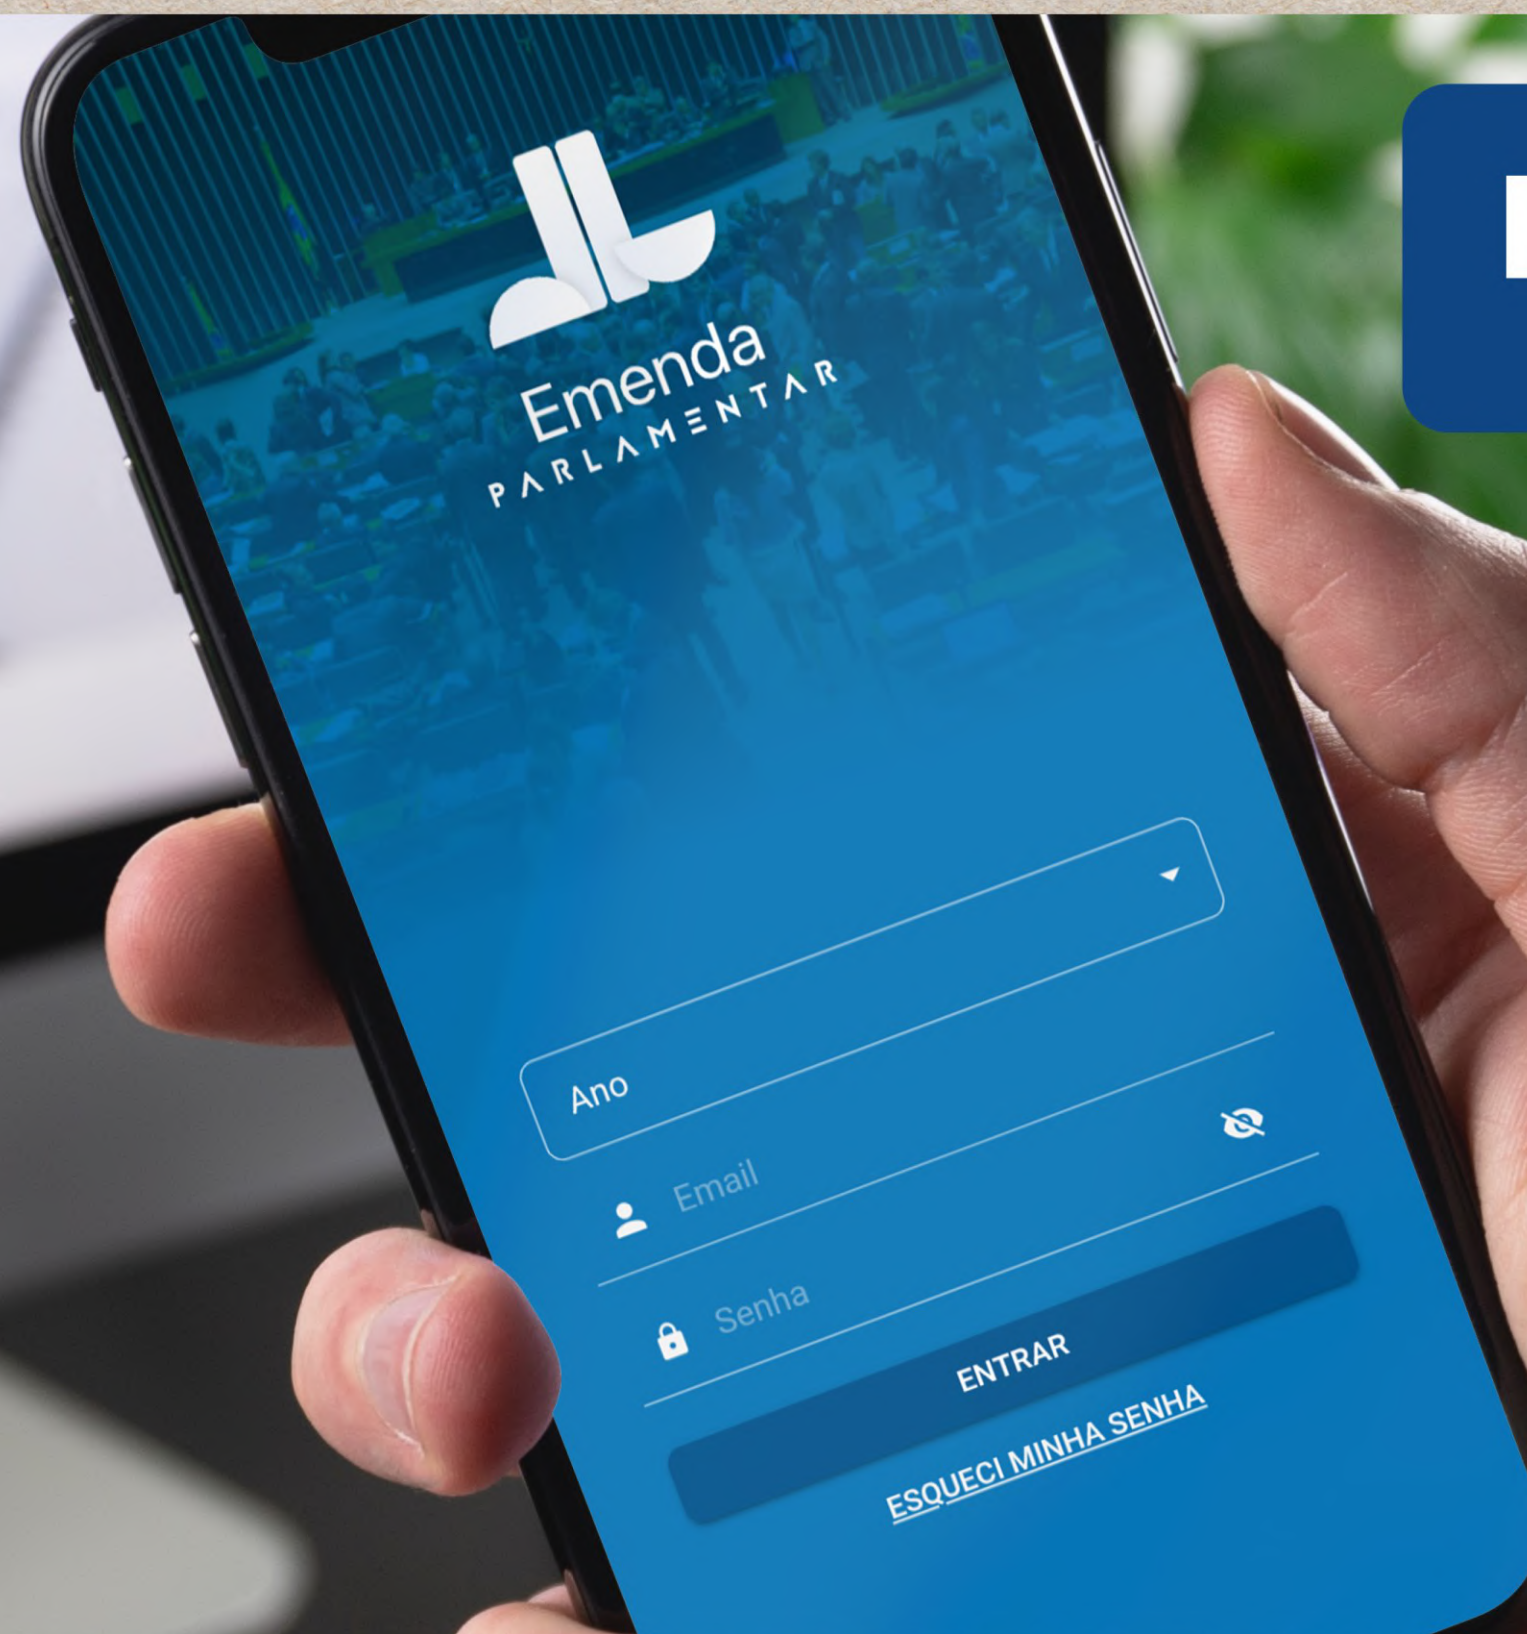 Emenda
PARLAMENTAR
Ano
Email
Senha
ENTRAR
ESQUECI MINHA SENHA